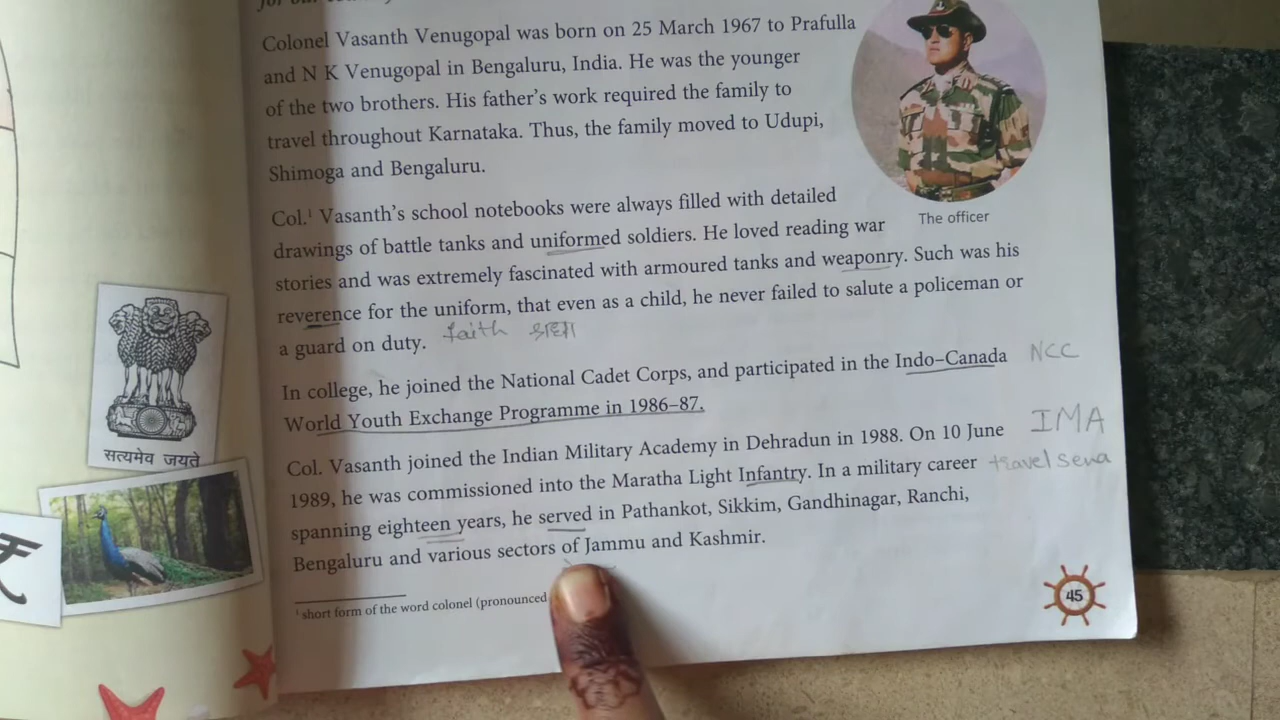 Colonel Vasanth Venugopal was born on 25 March 1967 to Prafulla
and N K Venugopal in Bengaluru, India. He was the younger
of the two brothers. His father's work required the family to
travel throughout Karnataka. Thus, the family moved to Udupi,
Shimoga and Bengaluru.
The officer
Col.¹ Vasanth's school notebooks were always filled with detailed
drawings of battle tanks and uniformed soldiers. He loved reading war
stories and was extremely fascinated with armoured tanks and weaponry. Such was his
reverence for the uniform, that even as a child, he never failed to salute a policeman or
a guard on duty. faith
In college, he joined the National Cadet Corps, and participated in the Indo–Canada NCC
World Youth Exchange Programme in 1986–87.
Col. Vasanth joined the Indian Military Academy in Dehradun in 1988. On 10 June IMA
1989, he was commissioned into the Maratha Light Infantry. In a military career travel sena
spanning eighteen years, he served in Pathankot, Sikkim, Gandhinagar, Ranchi,
Bengaluru and various sectors of Jammu and Kashmir.
¹ short form of the word colonel (pronounced
45
सत्यमेव जयते
₹